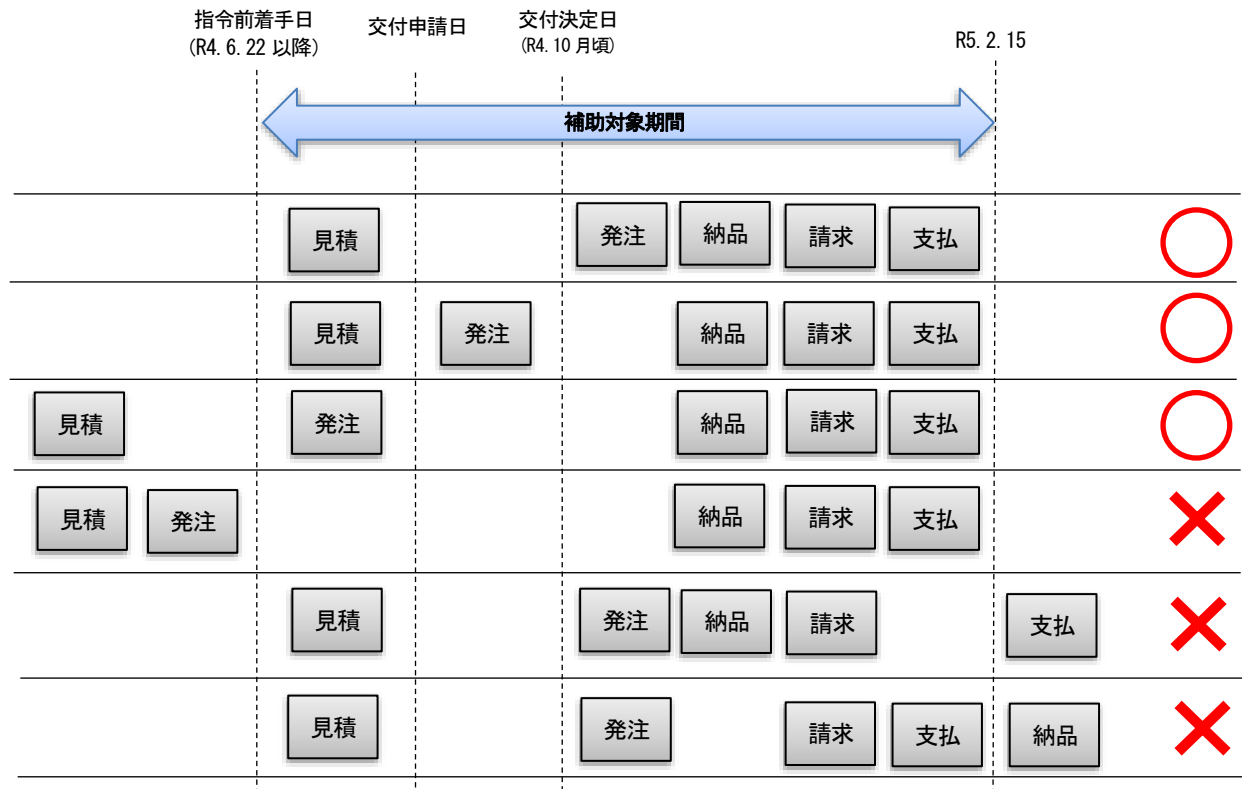 指令前着手日
(R4.6.22 以降)
交付申請日
交付決定日
(R4.10 月頃)
R5.2.15
補助対象期間
見積 発注 納品 請求 支払
見積 発注 納品 請求 支払
見積 発注 納品 請求 支払
見積 発注 納品 請求 支払
見積 発注 納品 請求 支払
見積 発注 請求 支払 納品